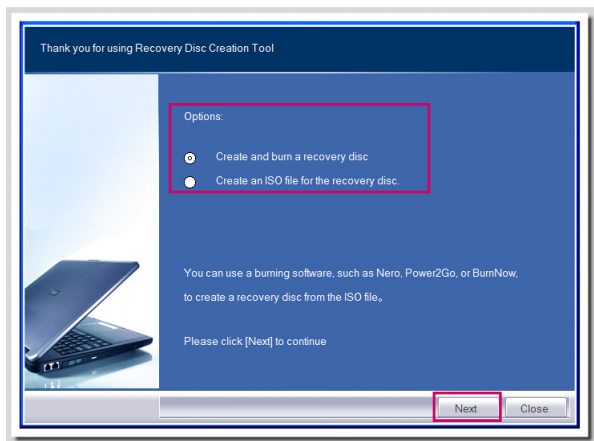 Thank you for using Recovery Disc Creation Tool
Options:
Create and burn a recovery disc
Create an ISO file for the recovery disc.
You can use a burning software, such as Nero, Power2Go, or BurnNow,
to create a recovery disc from the ISO file。
Please click [Next] to continue
Next Close